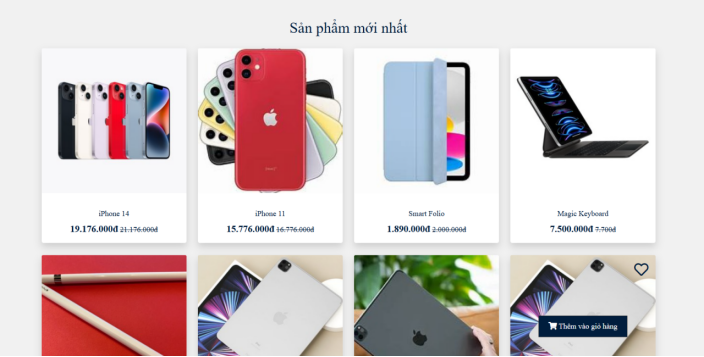 Sản phẩm mới nhất
iPhone 14
19.176.000đ 21.176.000đ
iPhone 11
15.776.000đ 16.776.000đ
Smart Folio
1.890.000đ 2.000.000đ
Magic Keyboard
7.500.000đ 7.700đ
Thêm vào giỏ hàng